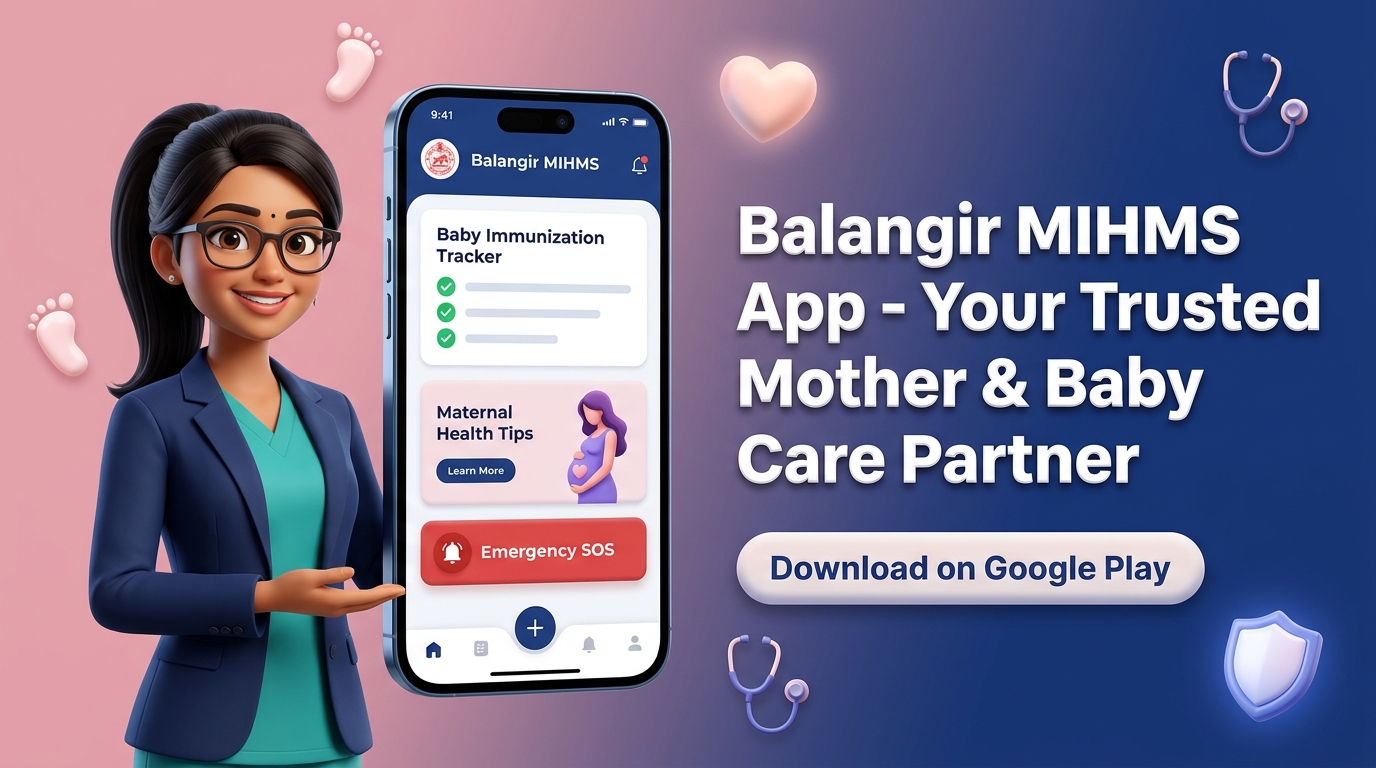 9:41
Balangir MIHMS
Baby Immunization
Tracker
Maternal
Health Tips
Learn More
Emergency SOS
Balangir MIHMS
App - Your Trusted
Mother & Baby
Care Partner
Download on Google Play